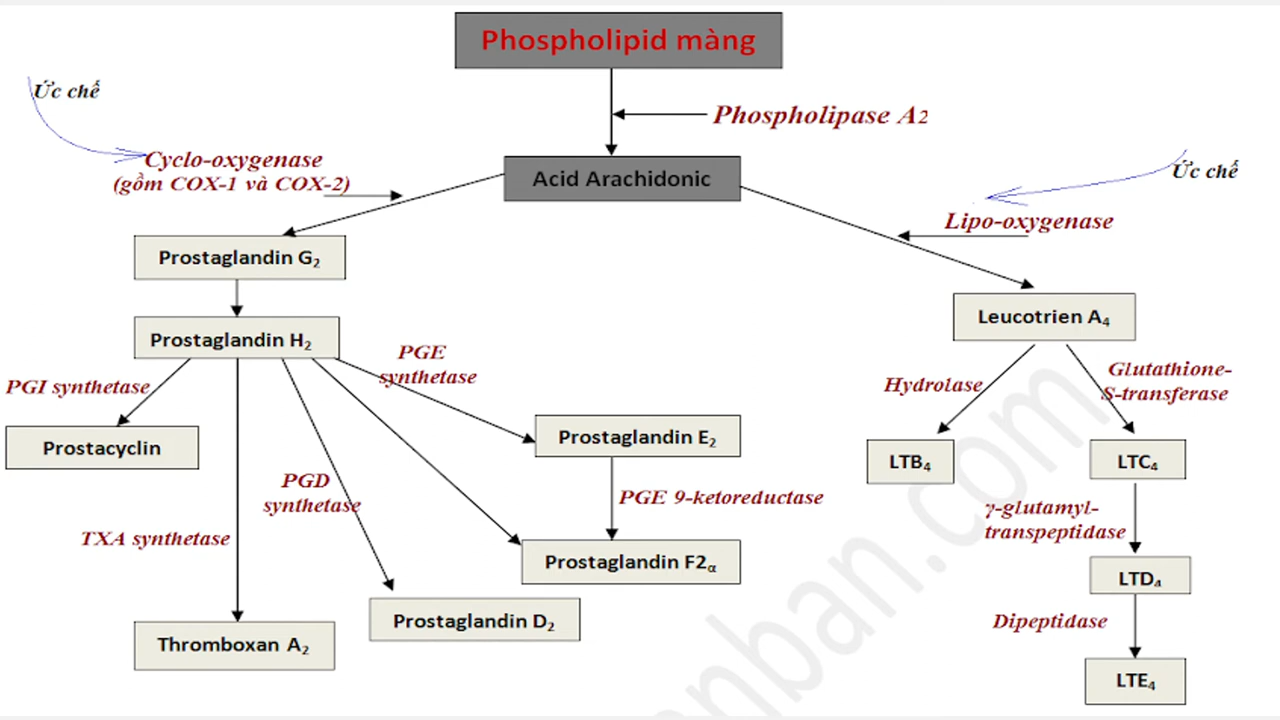 Phospholipid màng
Ức chế
Phospholipase A2
Cyclo-oxygenase
(gồm COX-1 và COX-2)
Acid Arachidonic
Ức chế
Lipo-oxygenase
Prostaglandin G₂
Leucotrien A₄
Prostaglandin H₂
PGE
synthetase
PGI synthetase
Hydrolase
Glutathione-
S-transferase
Prostacyclin
Prostaglandin E₂
LTB₄
LTC₄
PGD
synthetase
PGE 9-ketoreductase
γ-glutamyl-
transpeptidase
TXA synthetase
Prostaglandin F2α
LTD₄
Prostaglandin D₂
Dipeptidase
Thromboxan A₂
LTE₄